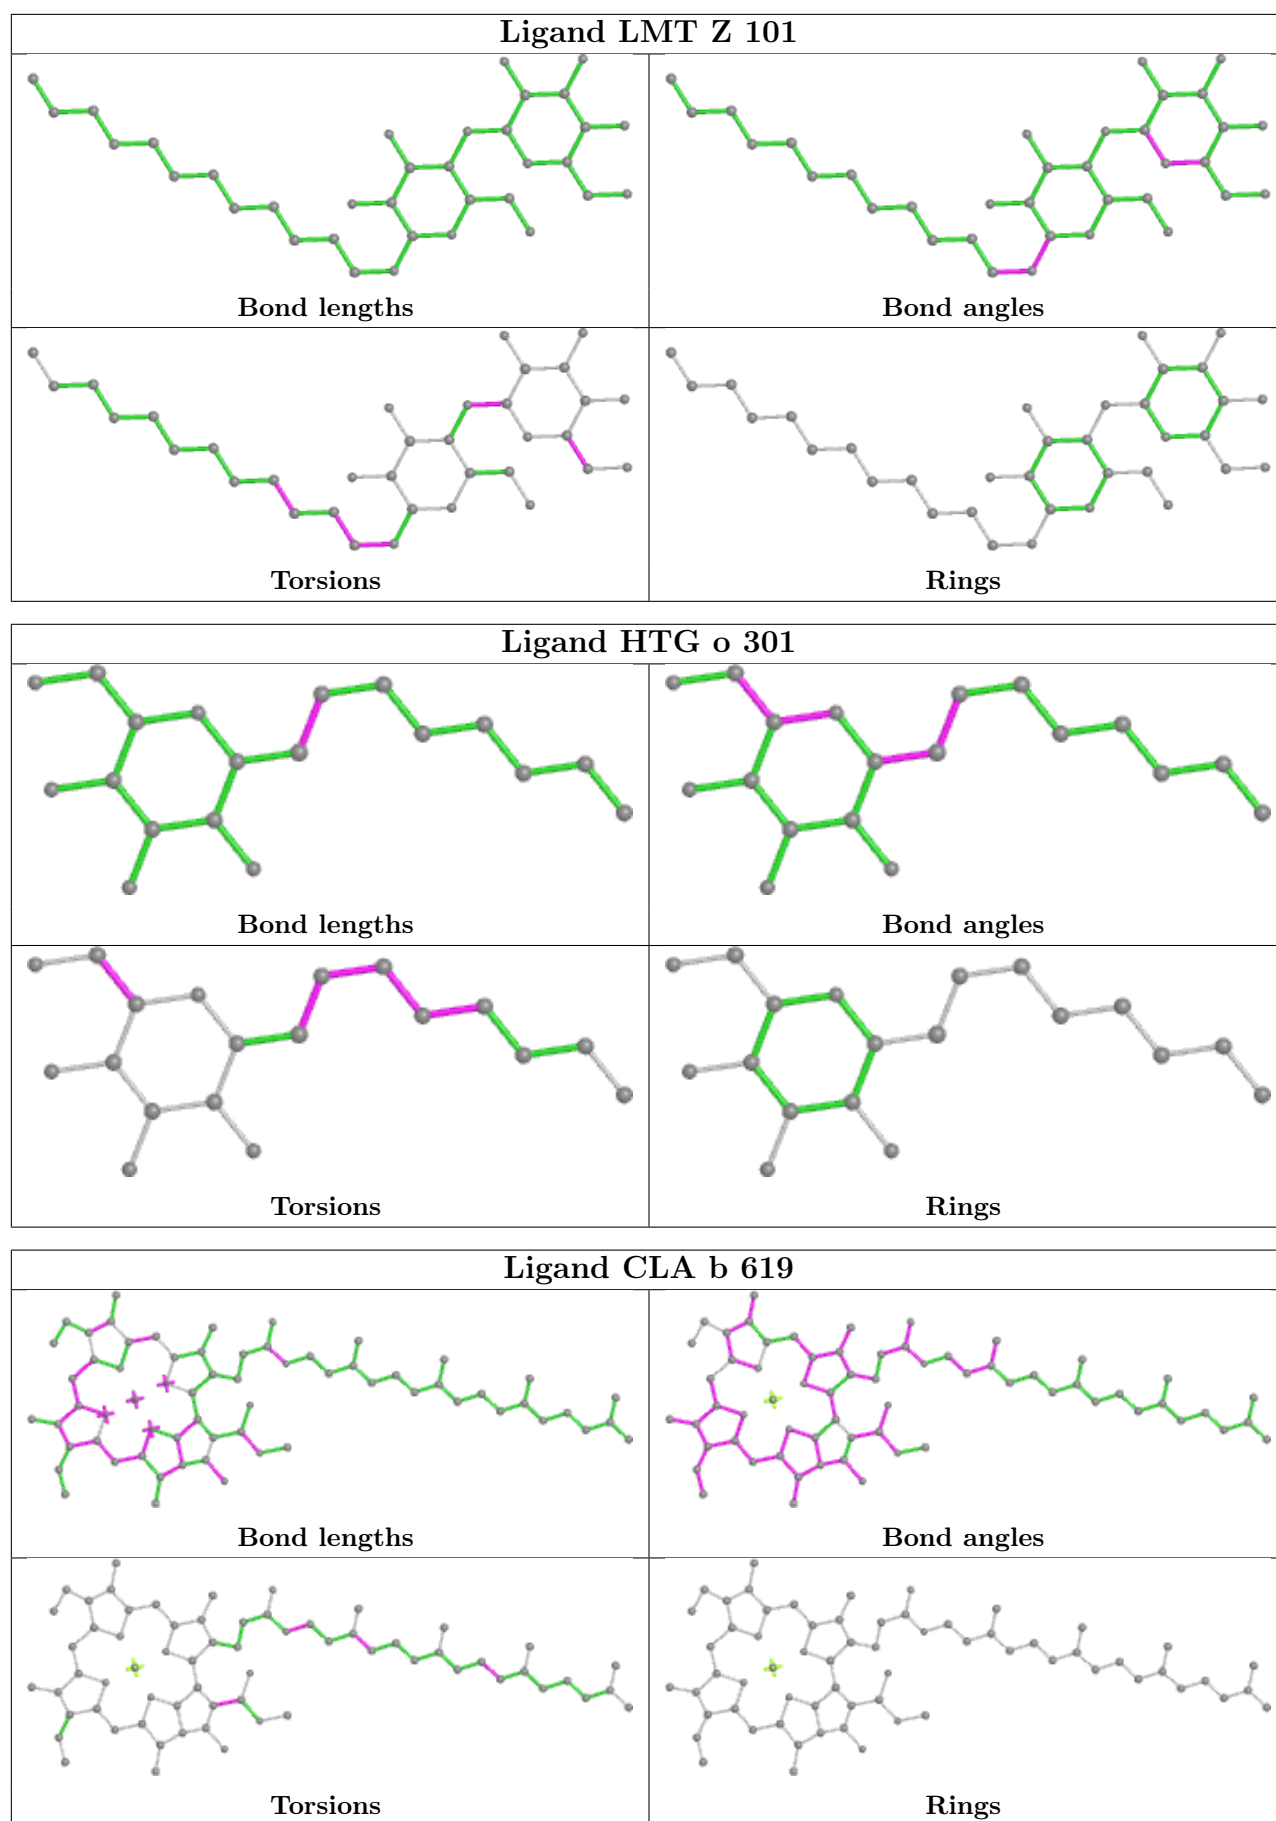 Ligand LMT Z 101
Bond lengths
Bond angles
Torsions
Rings
Ligand HTG o 301
Bond lengths
Bond angles
Torsions
Rings
Ligand CLA b 619
Bond lengths
Bond angles
Torsions
Rings